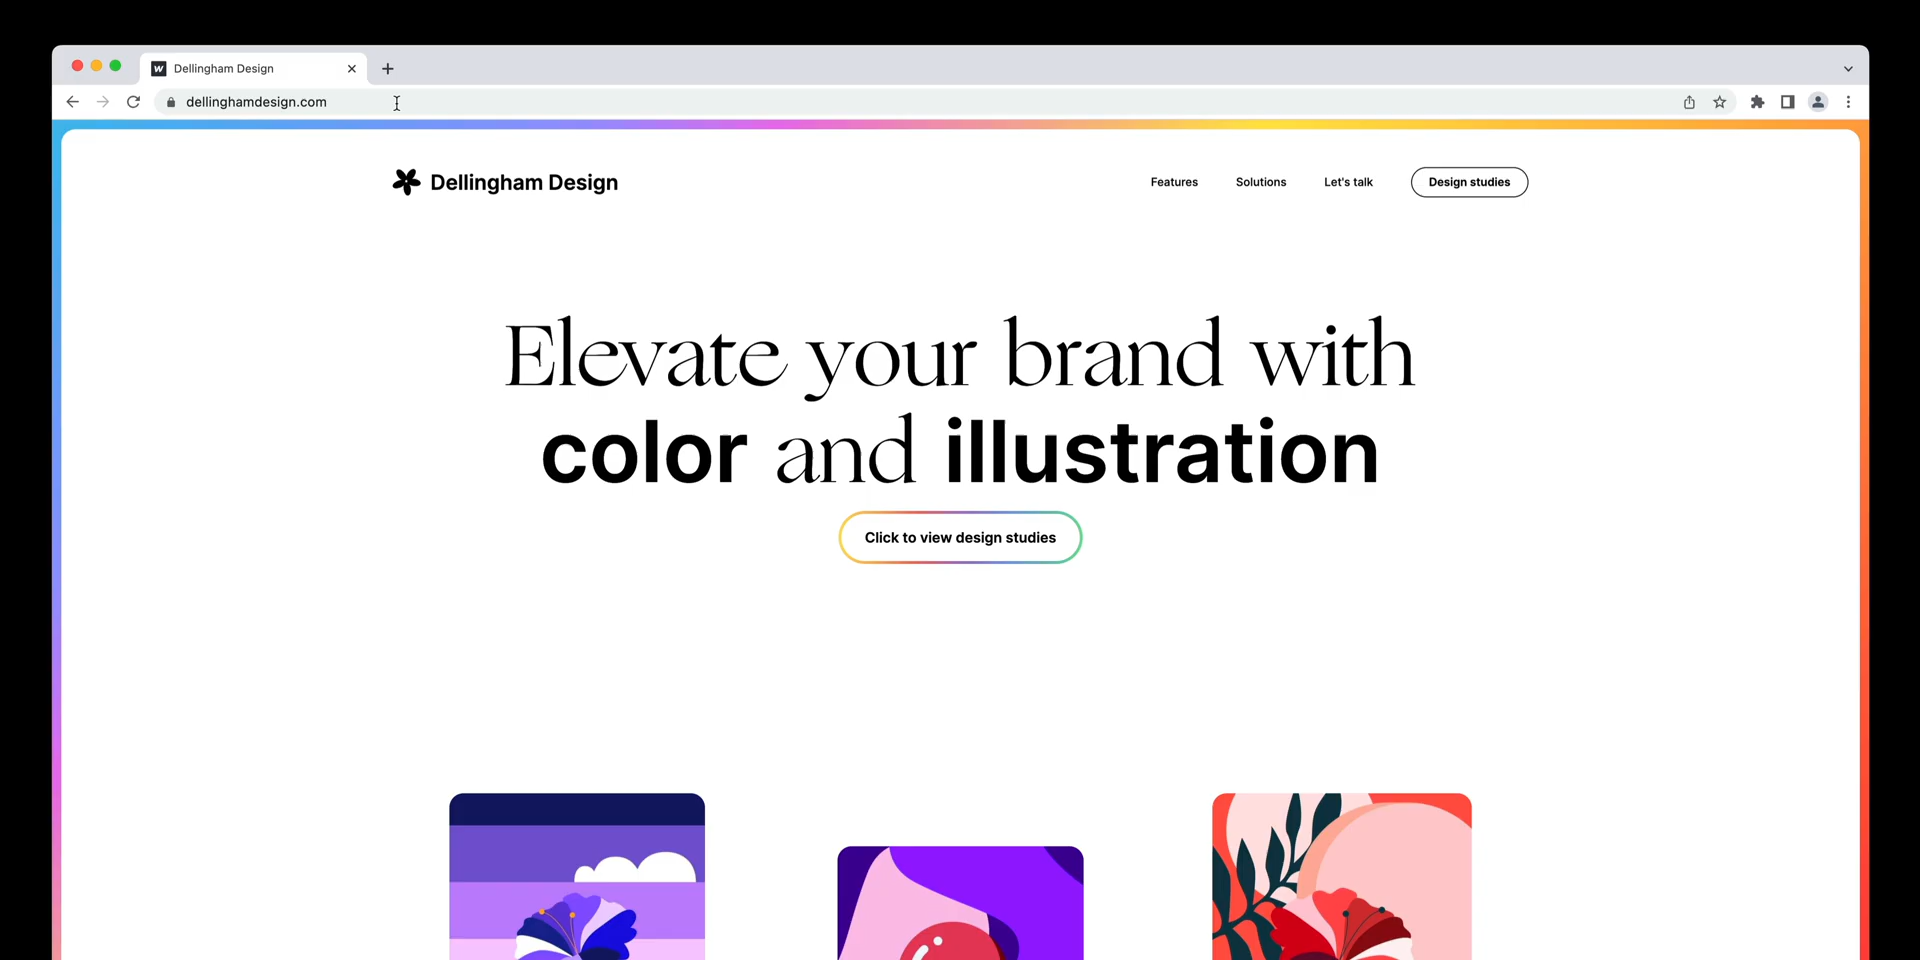 Dellingham Design
dellinghamdesign.com
Dellingham Design
Features
Solutions
Let's talk
Design studies
Elevate your brand with
color and illustration
Click to view design studies